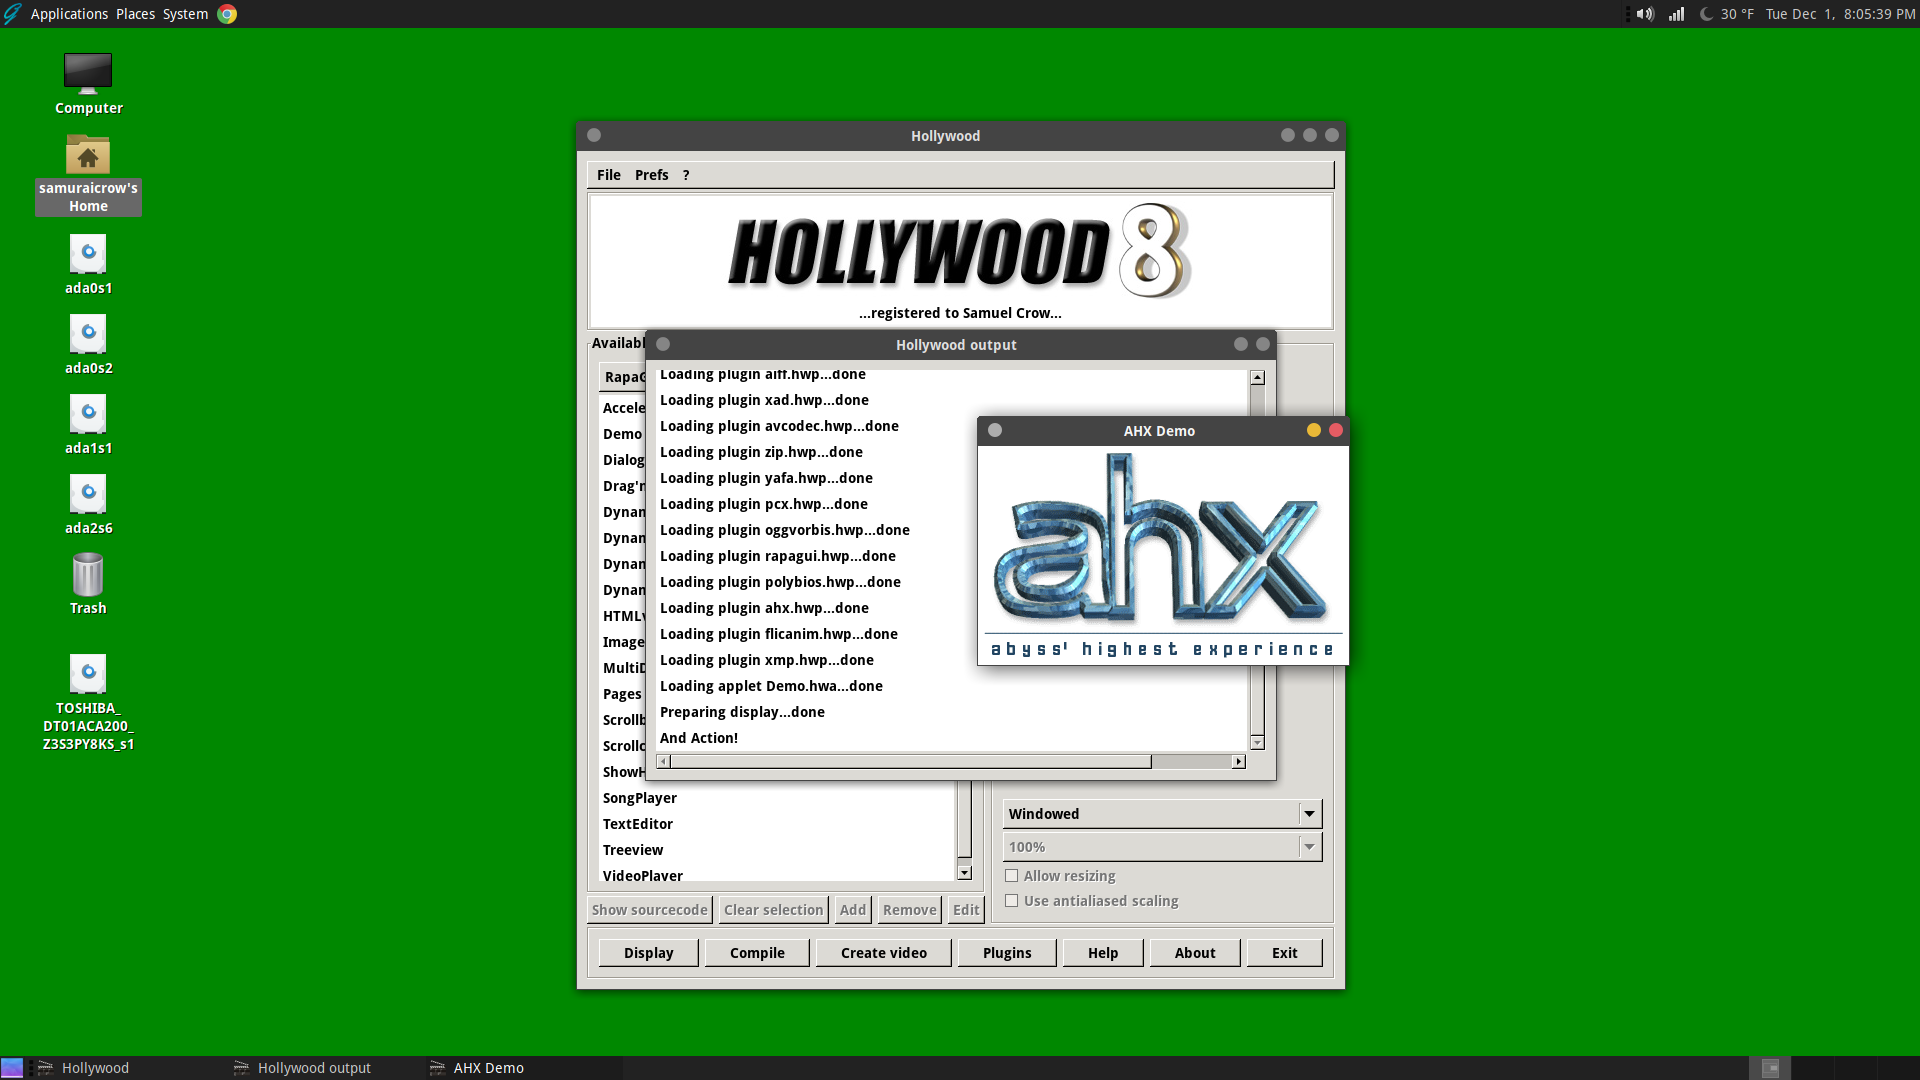 Applications Places System
30 °F Tue Dec 1, 8:05:39 PM
Computer
samuraicrow's
Home
ada0s1
ada0s2
ada1s1
ada2s6
Trash
TOSHIBA_
DT01ACA200_
Z3S3PY8KS_s1
Hollywood
File Prefs ?
HOLLYWOOD 8
...registered to Samuel Crow...
Availabl
RapaG
Accele
Demo
Dialog
Drag'n
Dynan
Dynan
Dynan
Dynan
HTMLv
Image
MultiD
Pages
Scrollb
Scrollc
ShowH
SongPlayer
TextEditor
Treeview
VideoPlayer
Hollywood output
Loading plugin aiff.hwp...done
Loading plugin xad.hwp...done
Loading plugin avcodec.hwp...done
Loading plugin zip.hwp...done
Loading plugin yafa.hwp...done
Loading plugin pcx.hwp...done
Loading plugin oggvorbis.hwp...done
Loading plugin rapagui.hwp...done
Loading plugin polybios.hwp...done
Loading plugin ahx.hwp...done
Loading plugin flicanim.hwp...done
Loading plugin xmp.hwp...done
Loading applet Demo.hwa...done
Preparing display...done
And Action!
AHX Demo
ahx
abyss' highest experience
Windowed
100%
Allow resizing
Use antialiased scaling
Show sourcecode Clear selection Add Remove Edit
Display Compile Create video Plugins Help About Exit
Hollywood Hollywood output AHX Demo